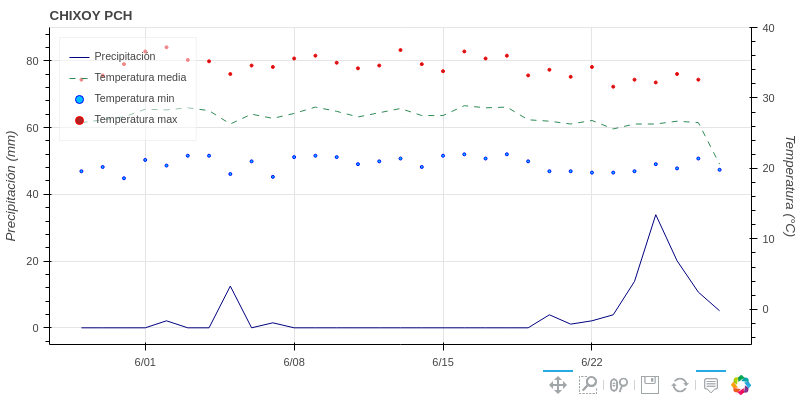 CHIXOY PCH
Precipitación
Temperatura media
Temperatura min
Temperatura max
Precipitación (mm)
80
60
40
20
0
Temperatura (°C)
40
30
20
10
0
6/01
6/08
6/15
6/22